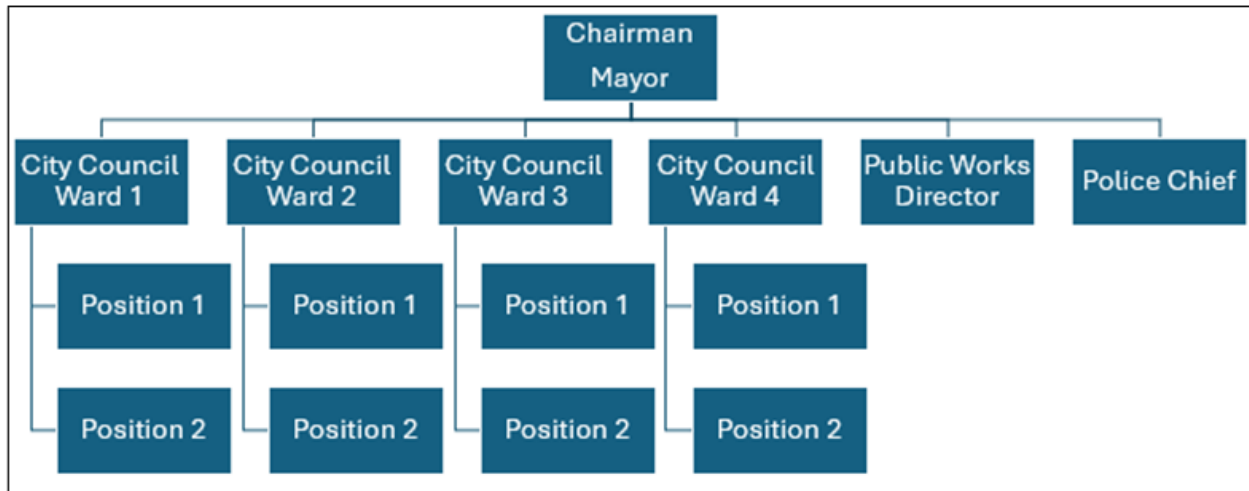 Chairman
Mayor
City Council
Ward 1
City Council
Ward 2
City Council
Ward 3
City Council
Ward 4
Public Works
Director
Police Chief
Position 1
Position 1
Position 1
Position 1
Position 2
Position 2
Position 2
Position 2